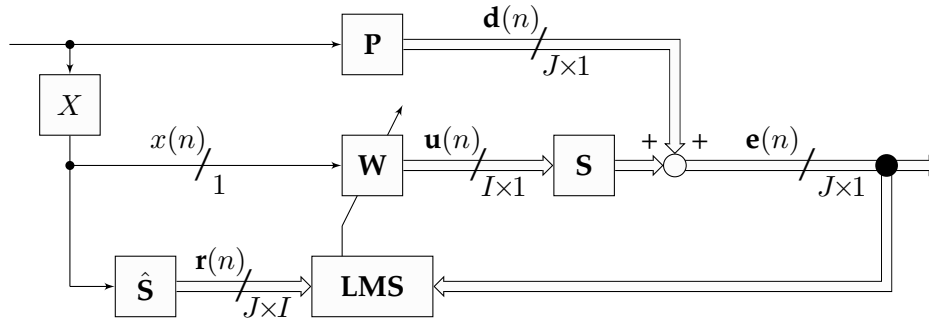 d(n)
P
J×1
X
x(n)
1
W
u(n)
I×1
S
+ +
e(n)
J×1
Ŝ
r(n)
J×I
LMS